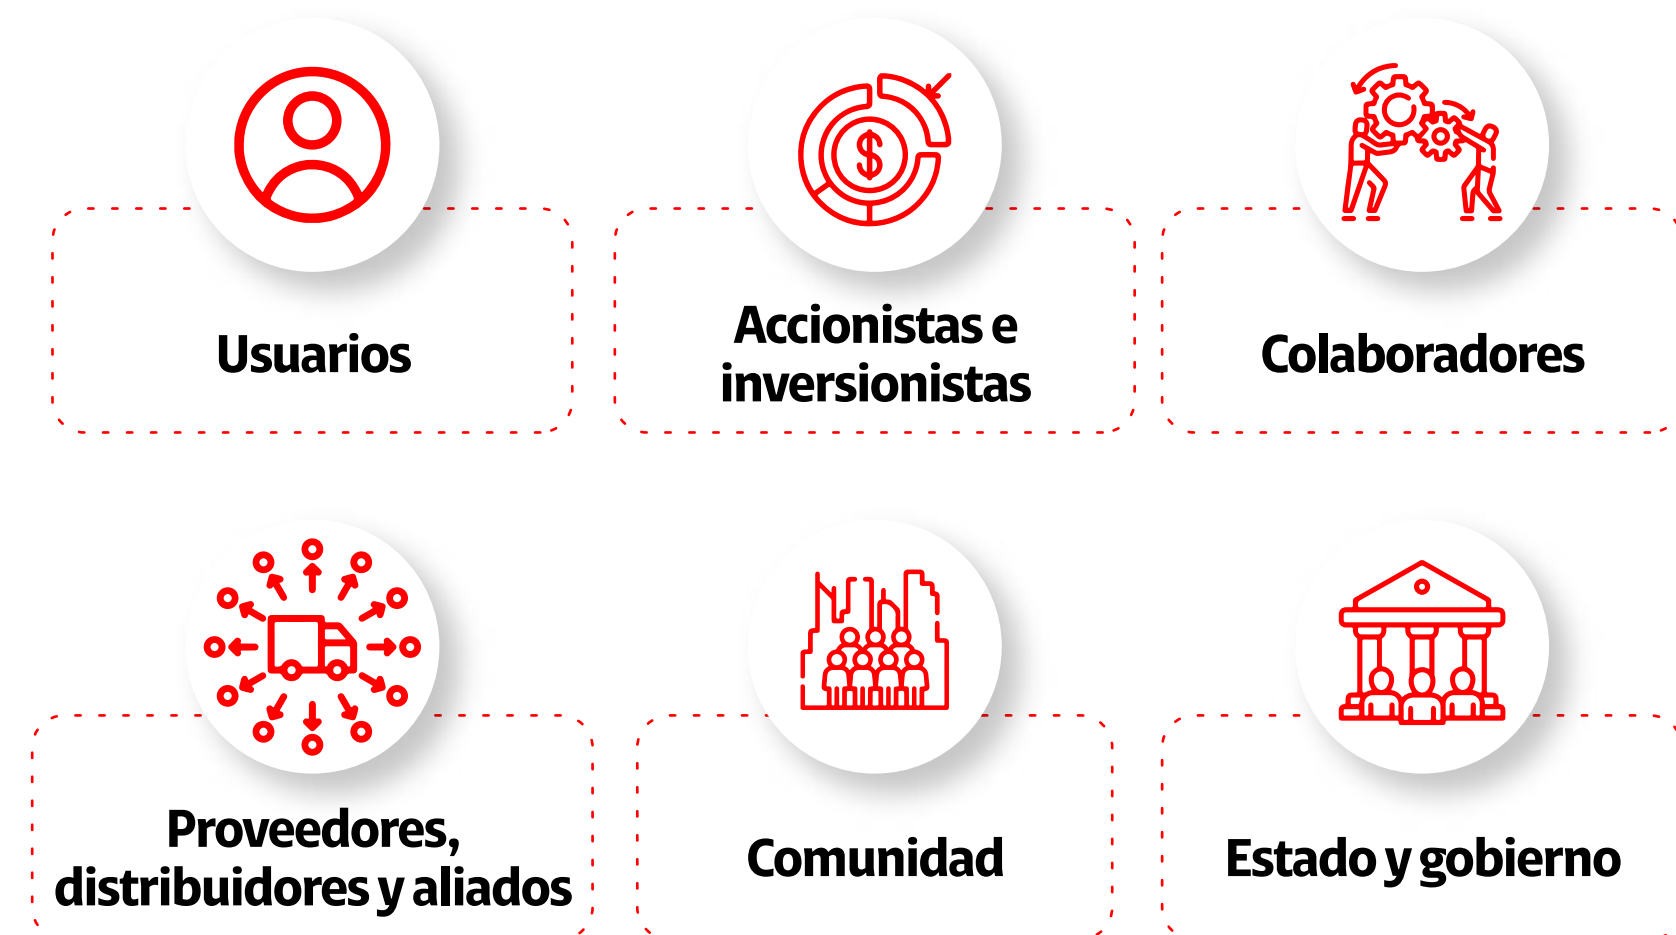 Usuarios
Accionistas e
inversionistas
Colaboradores
Proveedores,
distribuidores y aliados
Comunidad
Estado y gobierno